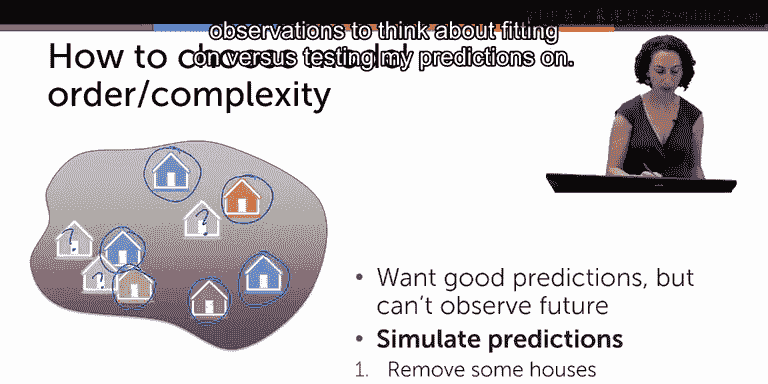 observations to think about fitting
on versus testing my predictions on.
How to
order/complexity
?
?
?
• Want good predictions, but
can't observe future
• Simulate predictions
1. Remove some houses